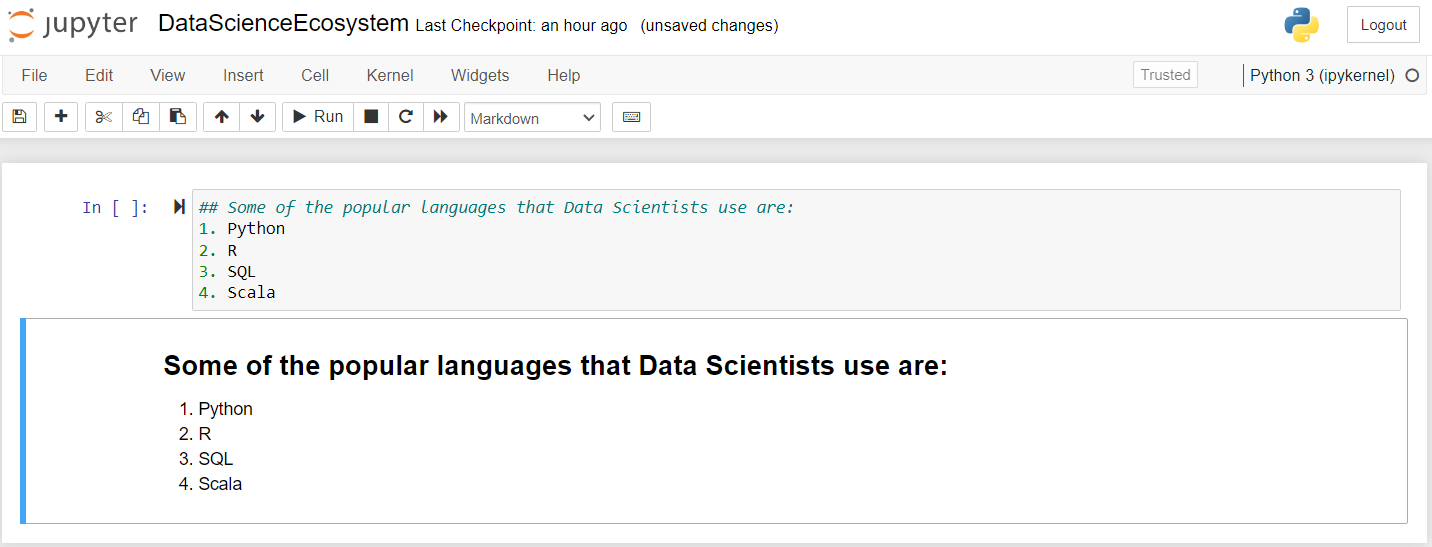 jupyter DataScienceEcosystem Last Checkpoint: an hour ago (unsaved changes) Logout
File Edit View Insert Cell Kernel Widgets Help Trusted Python 3 (ipykernel)
Run Markdown
In [ ]: ## Some of the popular languages that Data Scientists use are:
1. Python
2. R
3. SQL
4. Scala
Some of the popular languages that Data Scientists use are:
1. Python
2. R
3. SQL
4. Scala